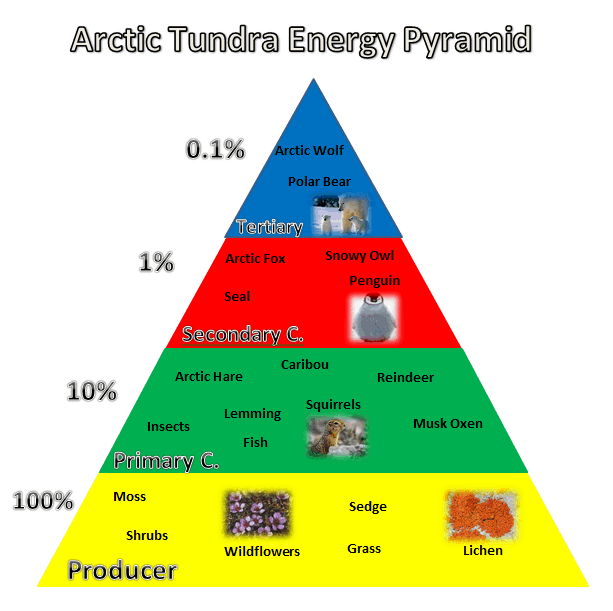 Arctic Tundra Energy Pyramid
0.1%
Arctic Wolf
Polar Bear
Tertiary
1%
Arctic Fox
Snowy Owl
Penguin
Seal
Secondary C.
10%
Caribou
Arctic Hare
Reindeer
Squirrels
Lemming
Insects
Musk Oxen
Fish
Primary C.
100%
Moss
Sedge
Shrubs
Wildflowers
Grass
Lichen
Producer